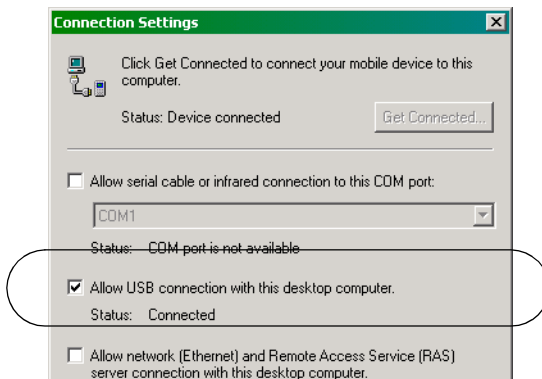 Connection Settings
Click Get Connected to connect your mobile device to this
computer.
Status: Device connected
Get Connected...
Allow serial cable or infrared connection to this COM port:
COM1
Status: COM port is not available
Allow USB connection with this desktop computer.
Status: Connected
Allow network (Ethernet) and Remote Access Service (RAS)
server connection with this desktop computer.